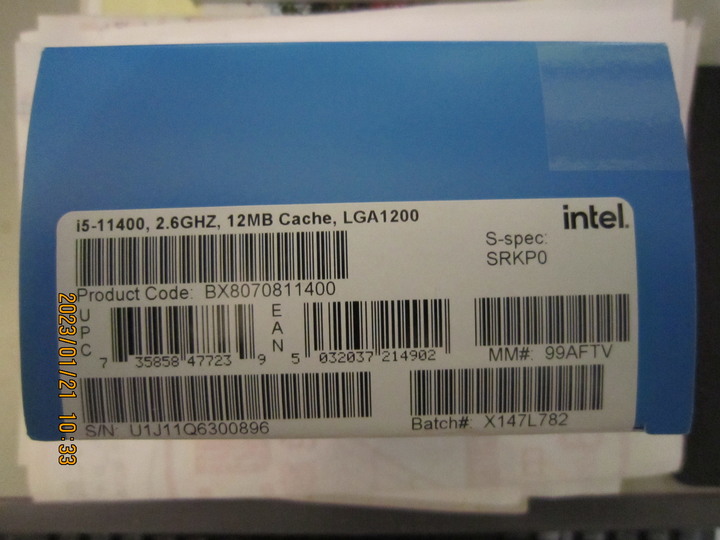 i5-11400, 2.6GHZ, 12MB Cache, LGA1200
intel.
S-spec:
SRKP0
Product Code: BX8070811400
UPC
7 35858 47723 9
EAN
5 032037 214902
MM#: 99AFTV
S/N: U1J11Q6300896
Batch#: X147L782
2023/01/21 10:33